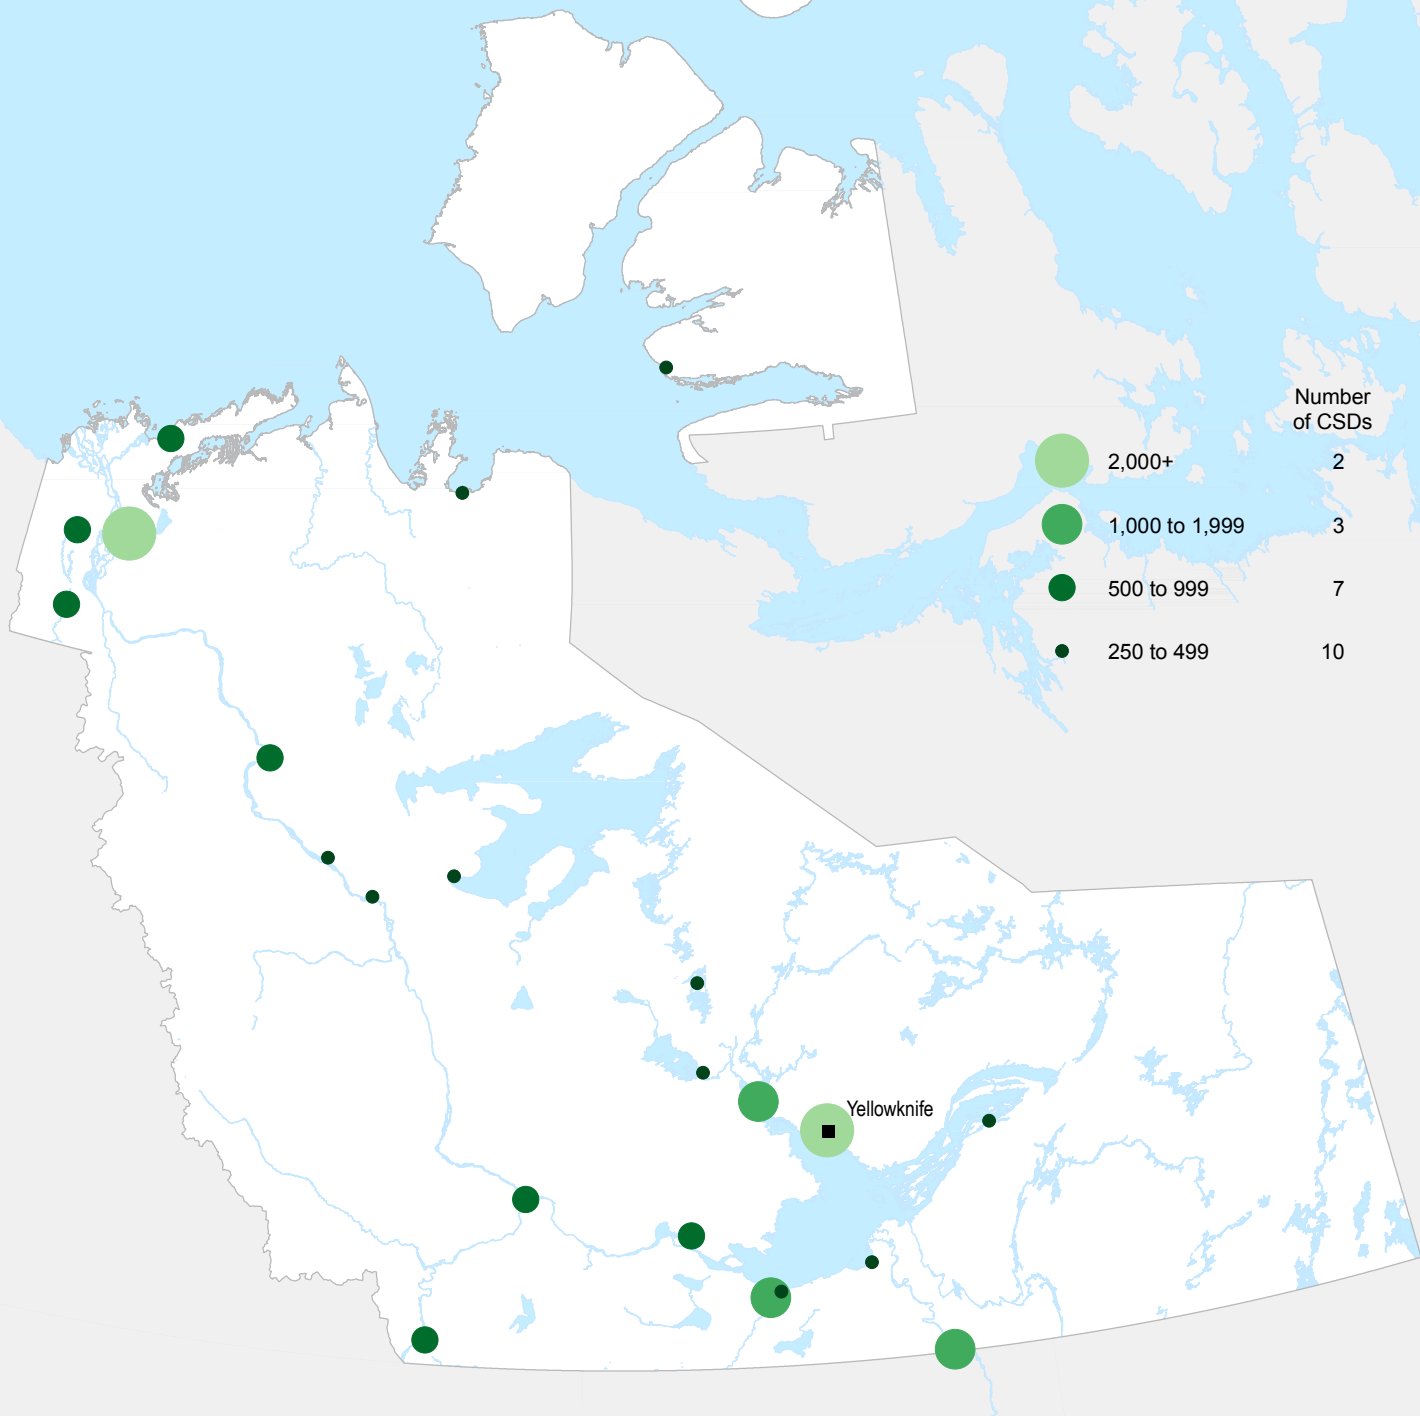 Number
of CSDs
2,000+ 2
1,000 to 1,999 3
500 to 999 7
250 to 499 10
Yellowknife